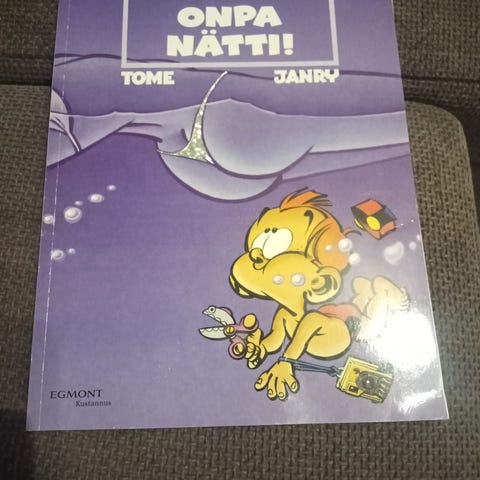 ONPA
NÄTTI!
TOME JANRY
EGMONT
Kustannus